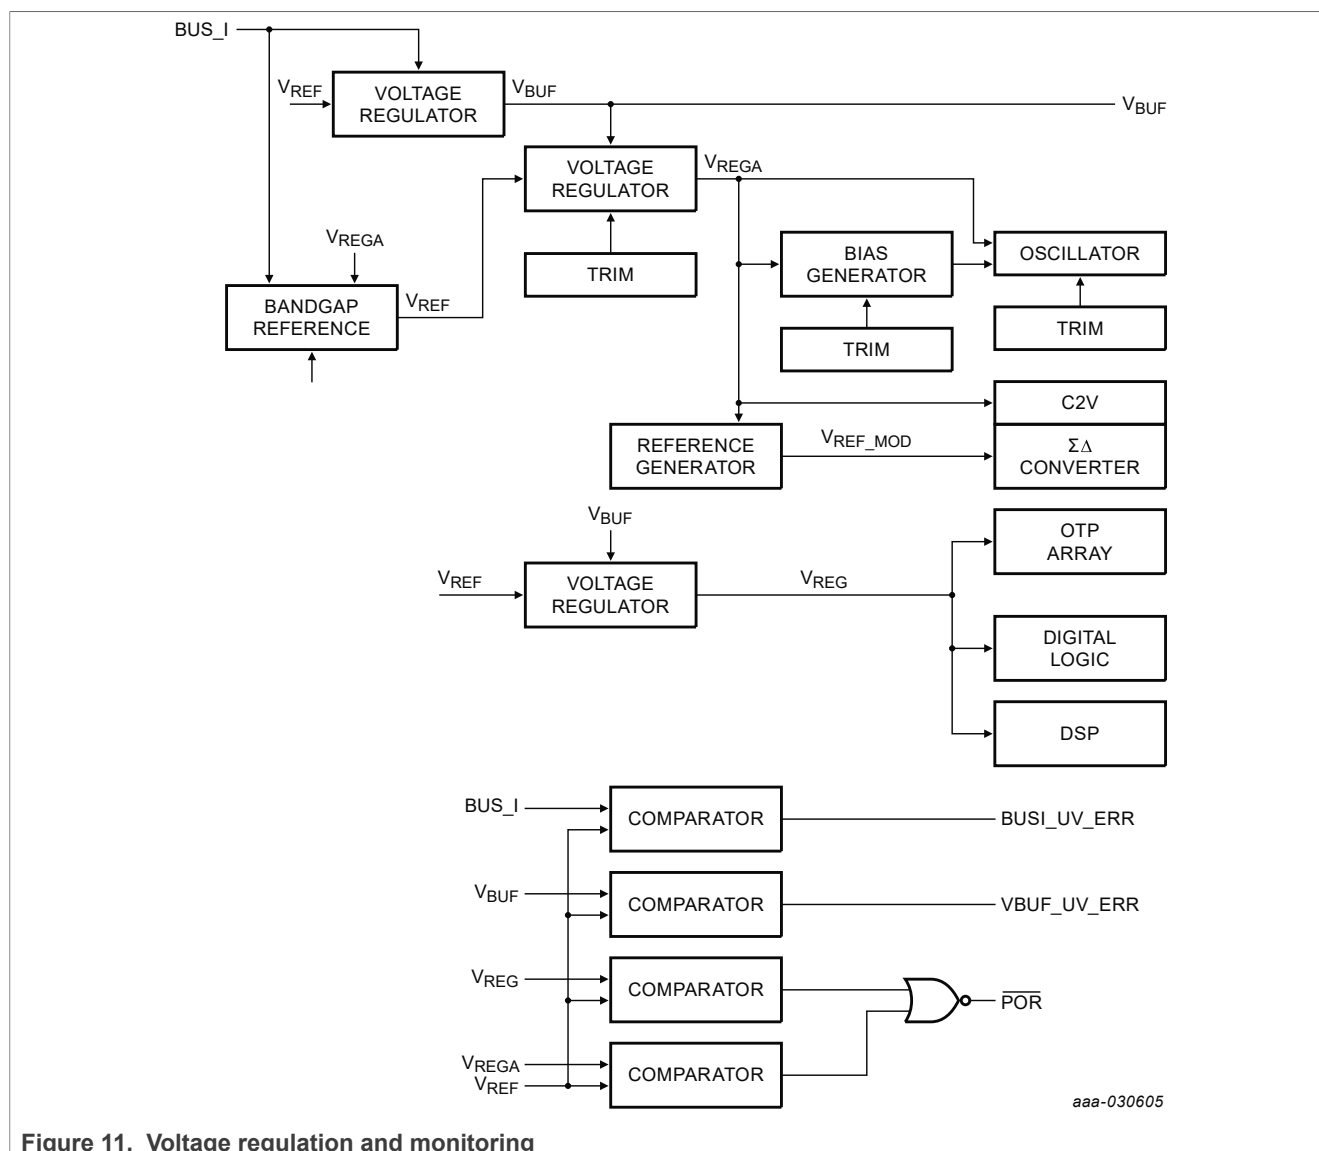 BUS_I
VREF
VOLTAGE
REGULATOR
VBUF
VBUF
VOLTAGE
REGULATOR
VREGA
TRIM
VREGA
BANDGAP
REFERENCE
VREF
BIAS
GENERATOR
OSCILLATOR
TRIM
TRIM
C2V
REFERENCE
GENERATOR
VREF_MOD
ΣΔ
CONVERTER
VBUF
VREF
VOLTAGE
REGULATOR
VREG
OTP
ARRAY
DIGITAL
LOGIC
DSP
BUS_I
COMPARATOR
BUSI_UV_ERR
VBUF
COMPARATOR
VBUF_UV_ERR
VREG
COMPARATOR
POR
VREGA
VREF
COMPARATOR
aaa-030605
Figure 11. Voltage regulation and monitoring